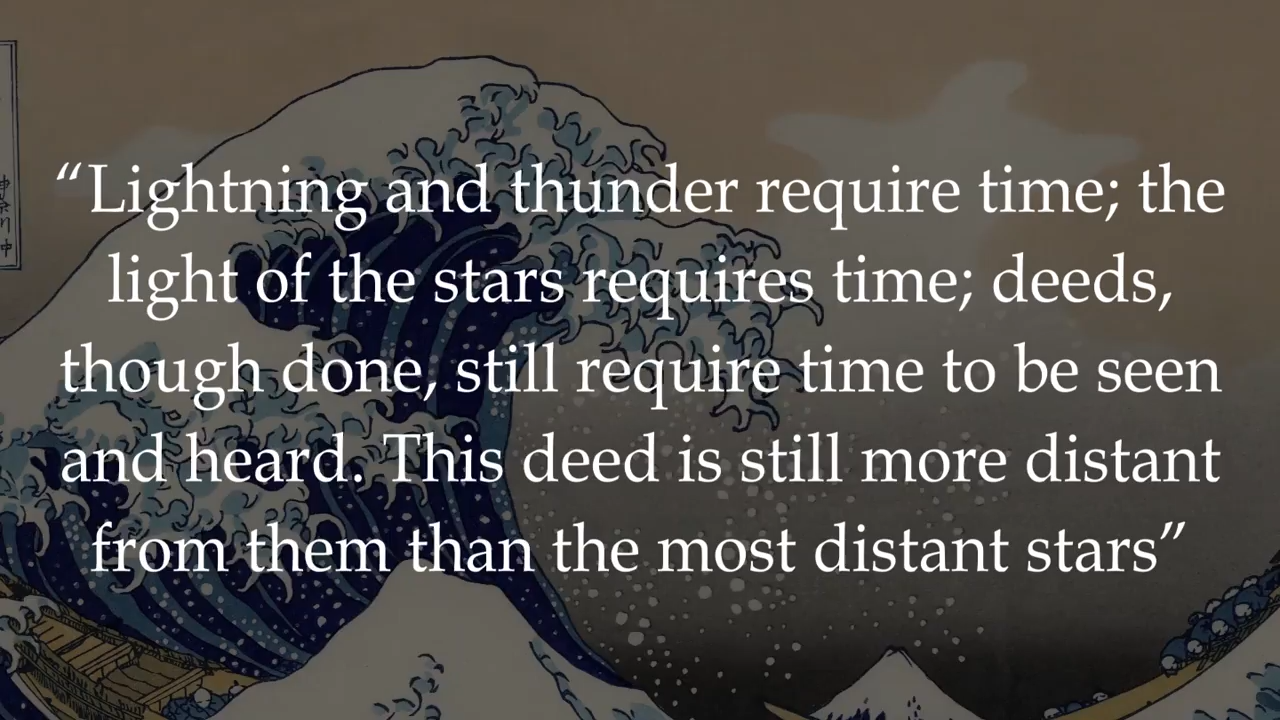 “Lightning and thunder require time; the
light of the stars requires time; deeds,
though done, still require time to be seen
and heard. This deed is still more distant
from them than the most distant stars”